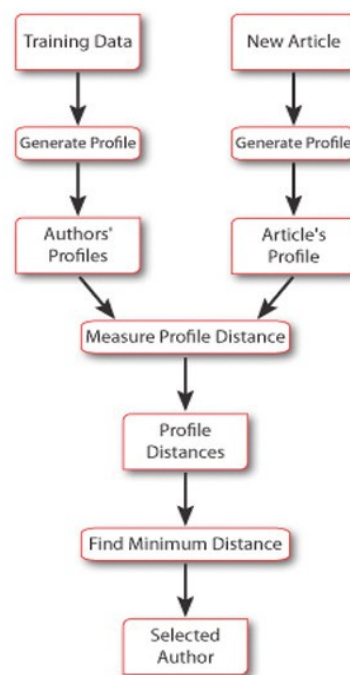 Training Data
New Article
Generate Profile
Generate Profile
Authors'
Profiles
Article's
Profile
Measure Profile Distance
Profile
Distances
Find Minimum Distance
Selected
Author